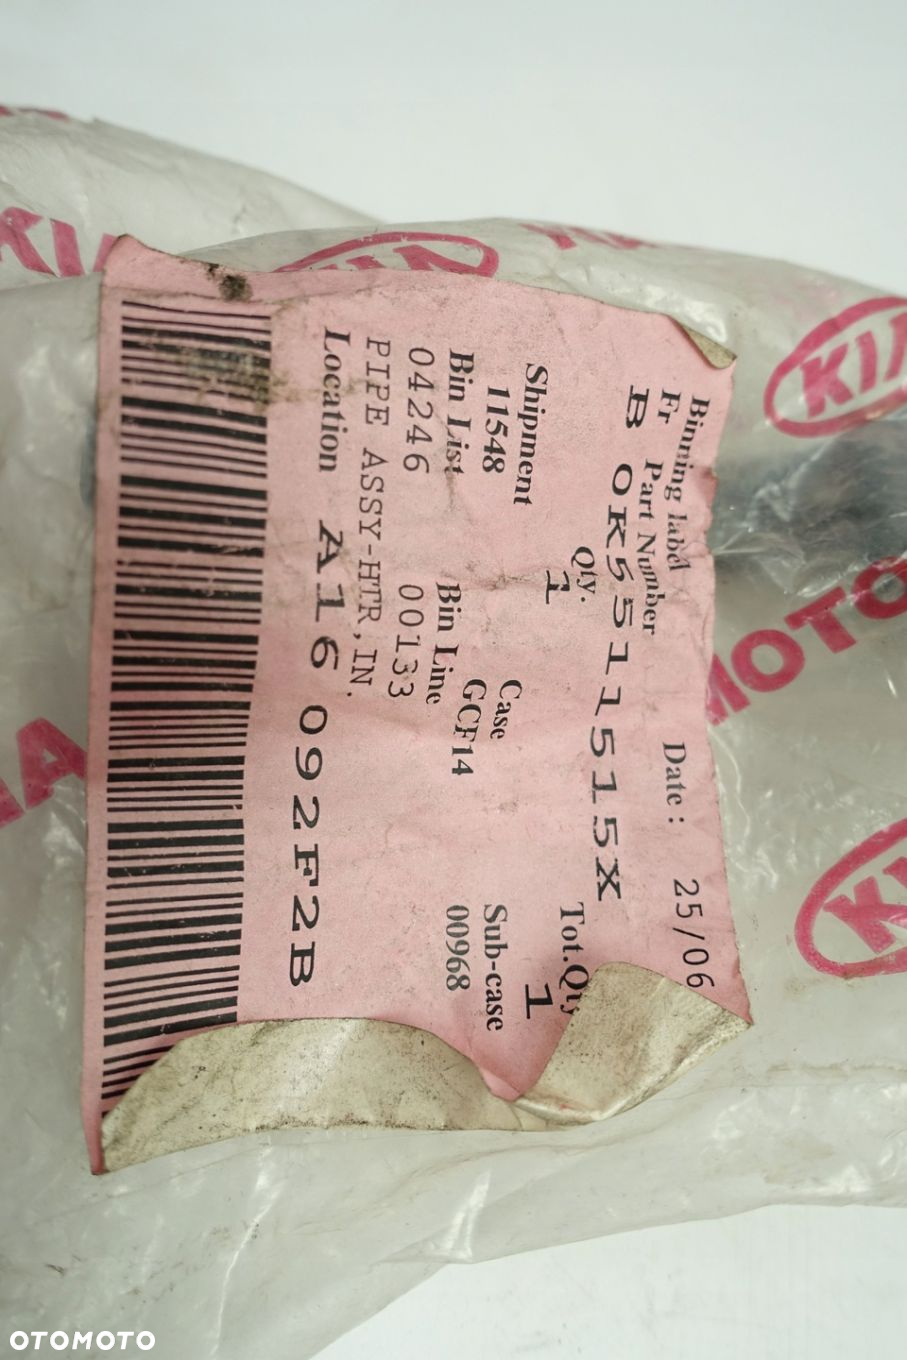 KIA
KIA
KIA
KIA
MOTO
Binning label Date: 25/06
Fr Part Number
B 0K5511515X
Qty. Tot.Qty
1 1
Shipment Case Sub-case
11548 GCF14 00968
Bin List Bin Line
04246 00133
PIPE ASSY-HTR,IN.
Location A16 092F2B
OTOMOTO